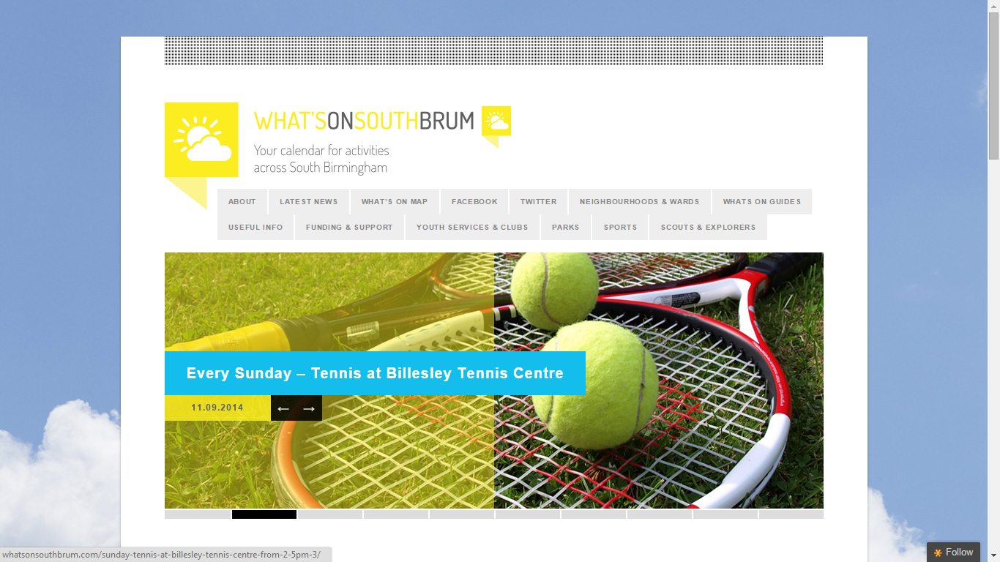 WHAT'SONSOUTHBRUM
Your calendar for activities
across South Birmingham
ABOUT LATEST NEWS WHAT'S ON MAP FACEBOOK TWITTER NEIGHBOURHOODS & WARDS WHATS ON GUIDES
USEFUL INFO FUNDING & SUPPORT YOUTH SERVICES & CLUBS PARKS SPORTS SCOUTS & EXPLORERS
Every Sunday – Tennis at Billesley Tennis Centre
11.09.2014 ← →
whatsonsouthbrum.com/sunday-tennis-at-billesley-tennis-centre-from-2-5pm-3/
Follow